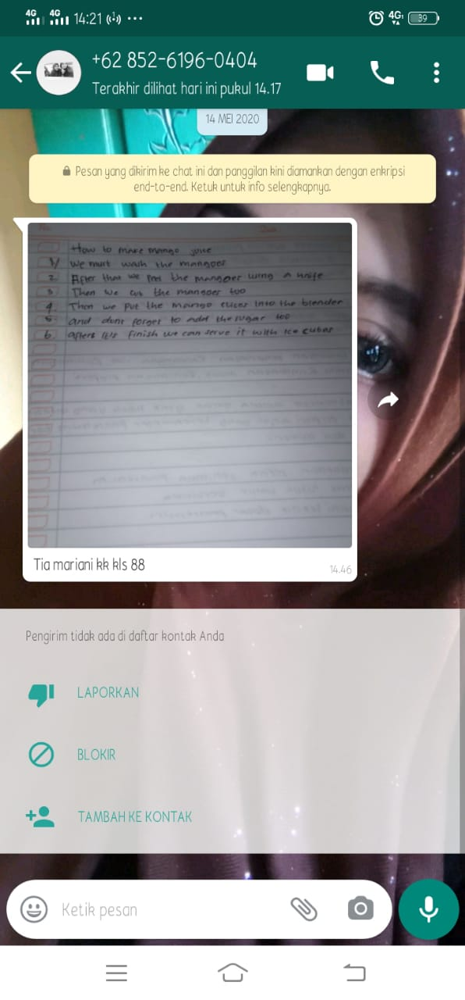 4G 4G 14:21 4G 39
+62 852-6196-0404
Terakhir dilihat hari ini pukul 14.17
14 MEI 2020
Pesan yang dikirim ke chat ini dan panggilan kini diamankan dengan enkripsi
end-to-end. Ketuk untuk info selengkapnya.
How to make mango juice
1/ We must wash the mangoes
2. After that we peel the mangoes using a knife
3 Then we cut the mangoes too
4. Then we put the mango slices into the blender
5 and dont forget to add the sugar too
6. afters it's finish we can serve it with ice cubes
Tia mariani kk kls 88
14.46
Pengirim tidak ada di daftar kontak Anda
LAPORKAN
BLOKIR
TAMBAH KE KONTAK
Ketik pesan